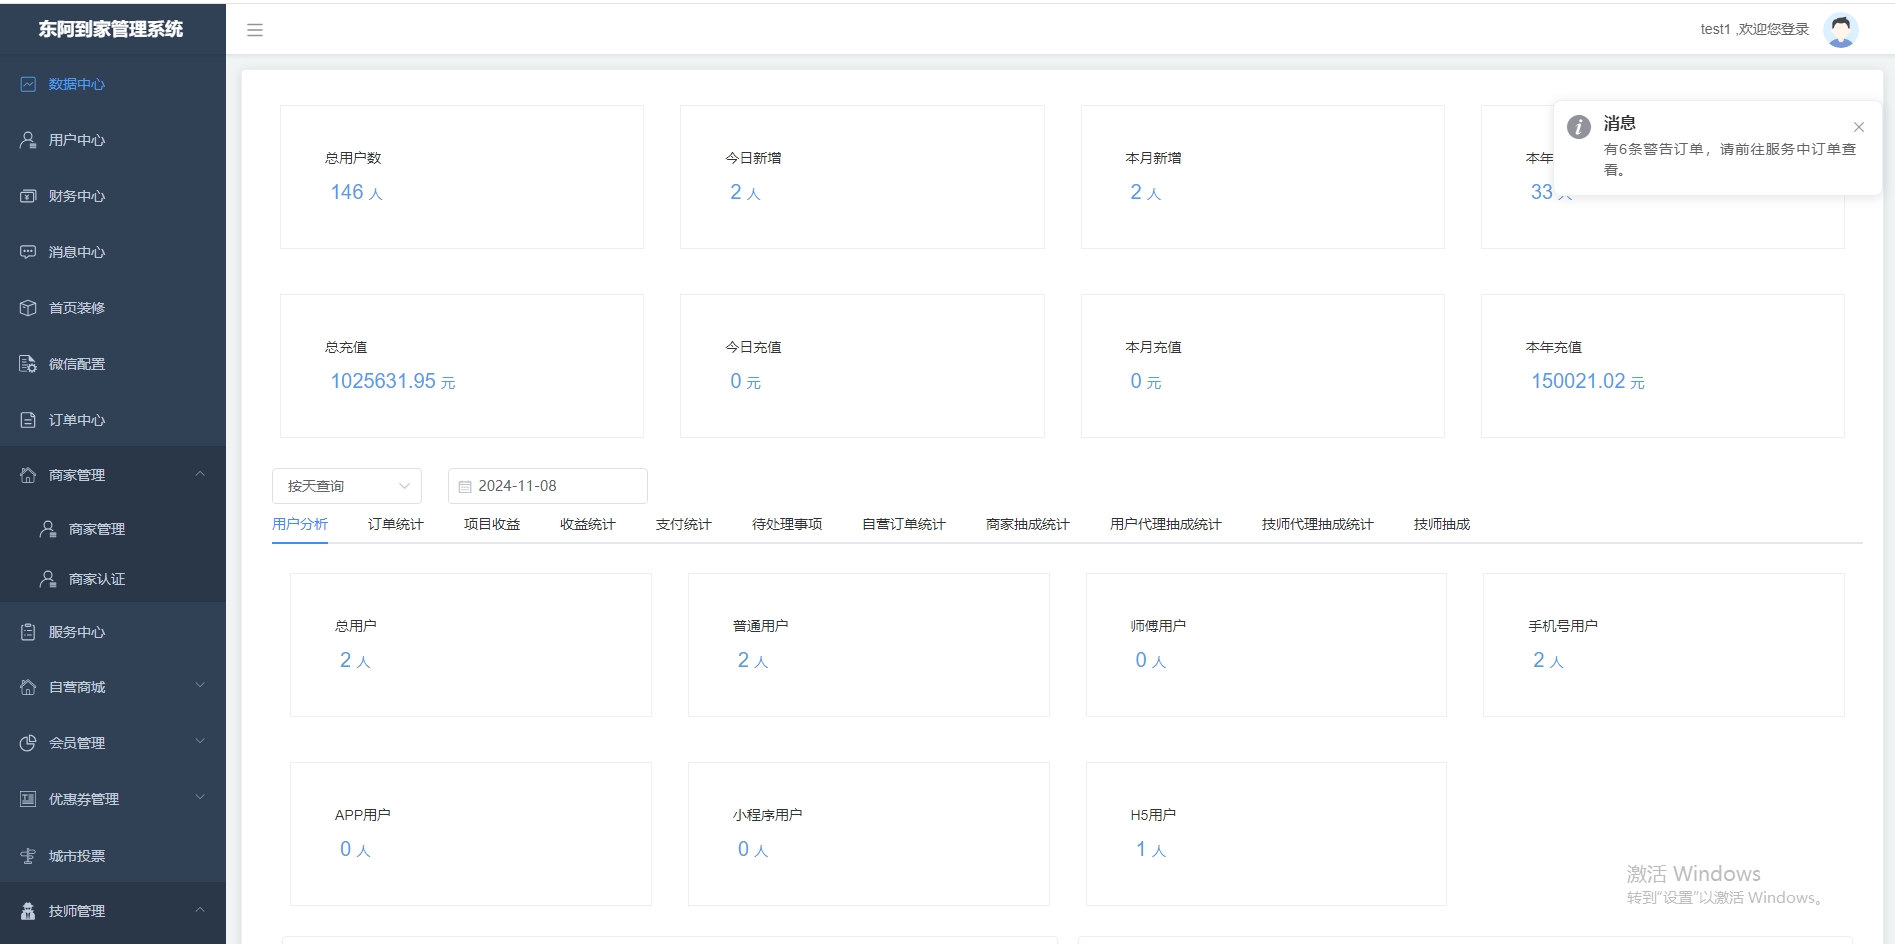 东阿到家管理系统
test1 ,欢迎您登录
数据中心
用户中心
财务中心
消息中心
首页装修
微信配置
订单中心
商家管理
商家管理
商家认证
服务中心
自营商城
会员管理
优惠券管理
城市投票
技师管理
消息
有6条警告订单，请前往服务中订单查
看。
总用户数
146 人
今日新增
2 人
本月新增
2 人
本年
33
总充值
1025631.95 元
今日充值
0 元
本月充值
0 元
本年充值
150021.02 元
按天查询
2024-11-08
用户分析 订单统计 项目收益 收益统计 支付统计 待处理事项 自营订单统计 商家抽成统计 用户代理抽成统计 技师代理抽成统计 技师抽成
总用户
2 人
普通用户
2 人
师傅用户
0 人
手机号用户
2 人
APP用户
0 人
小程序用户
0 人
H5用户
1 人
激活 Windows
转到“设置”以激活 Windows。